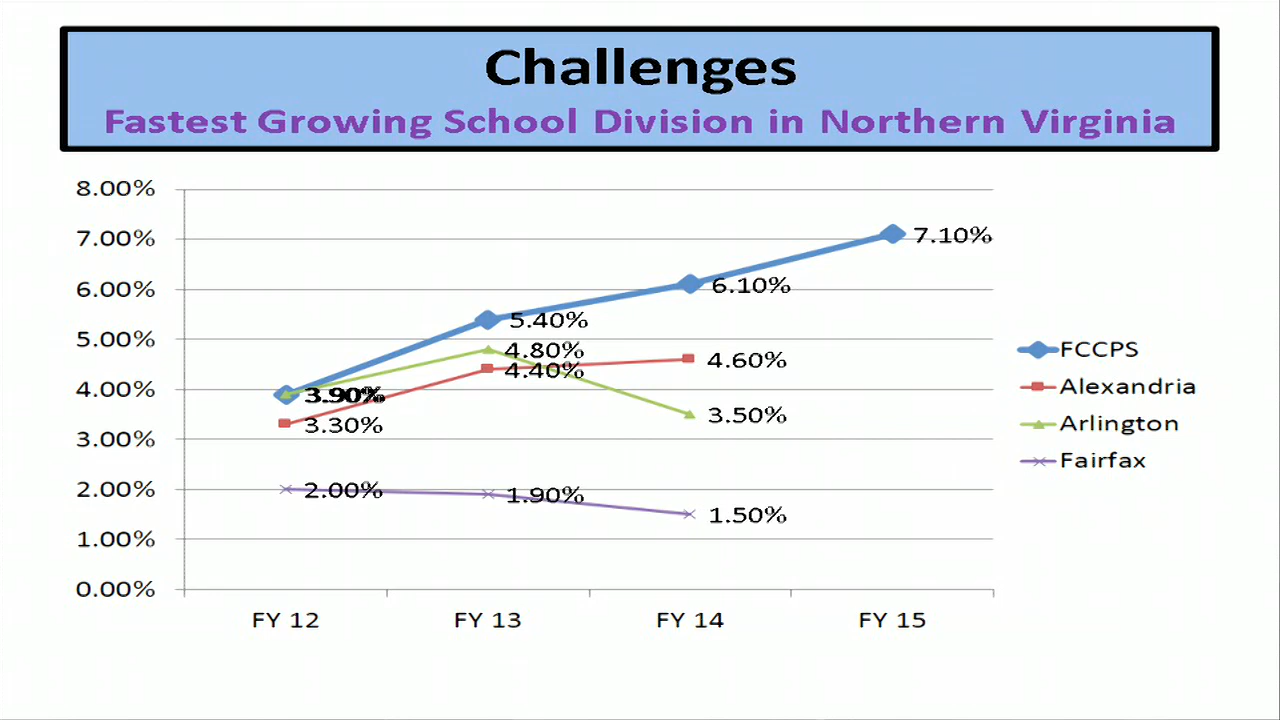 Challenges
Fastest Growing School Division in Northern Virginia
8.00%
7.00%
6.00%
5.00%
4.00%
3.00%
2.00%
1.00%
0.00%
7.10%
6.10%
5.40%
4.80%
4.40%
4.60%
3.90%
3.90%
3.30%
3.50%
2.00%
1.90%
1.50%
FCCPS
Alexandria
Arlington
Fairfax
FY 12
FY 13
FY 14
FY 15